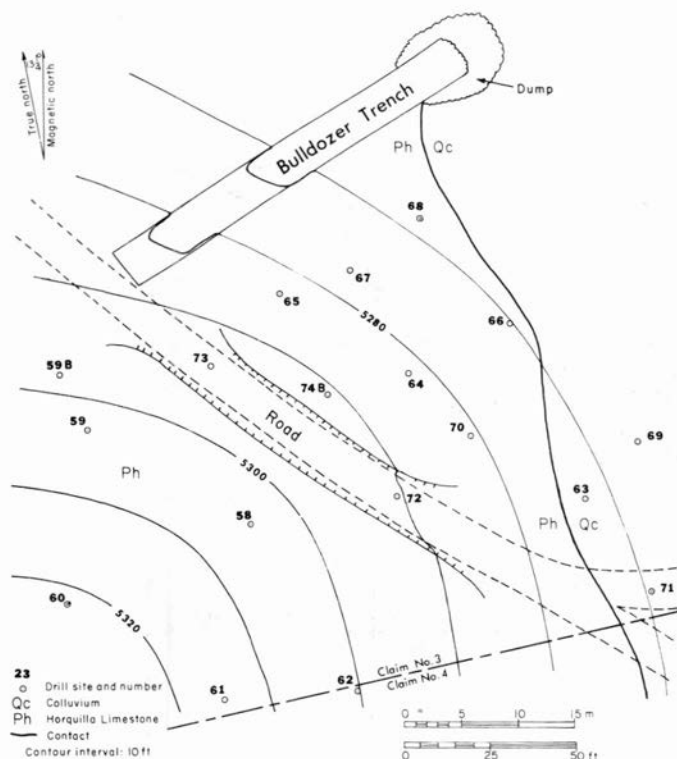 Bulldozer Trench
Dump
13°
True north
Magnetic north
Ph Qc
68
67
65
5280
66
73
59 B
74 B
64
59
Road
70
69
Ph
5300
72
63
58
Ph Qc
60
71
5320
Claim No. 3
Claim No. 4
62
61
23
Drill site and number
Qc Colluvium
Ph Horquilla Limestone
Contact
Contour interval: 10 ft
0 5 10 15 m
0 25 50 ft